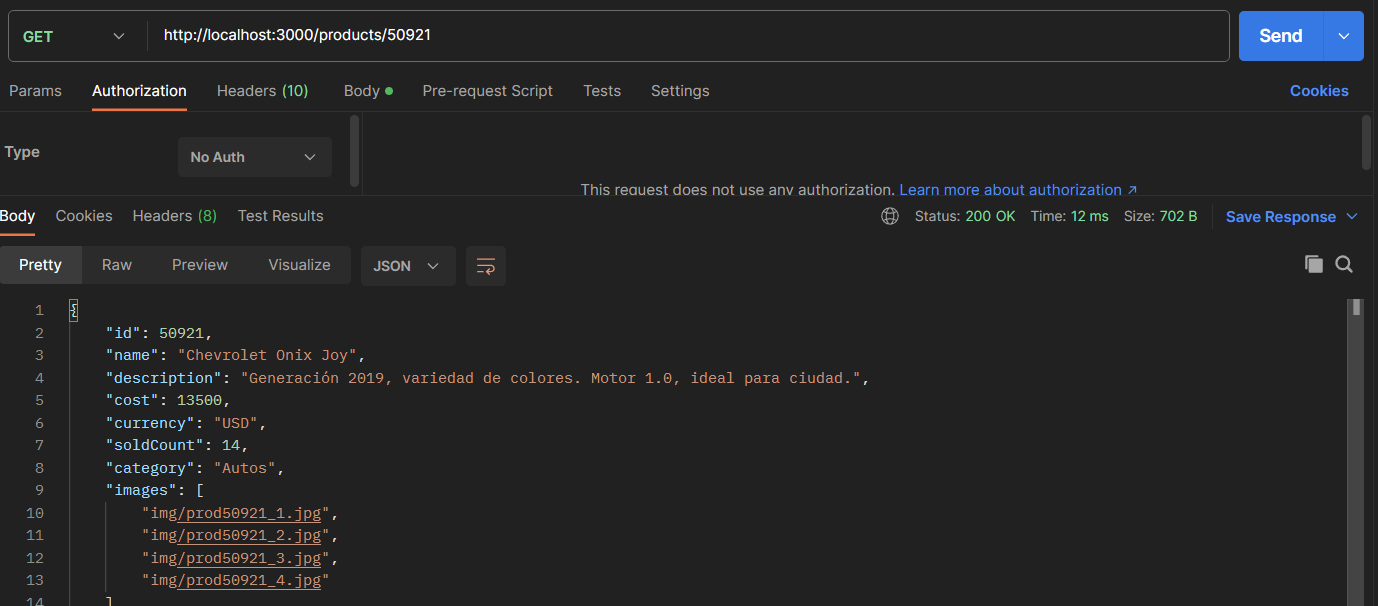 GET http://localhost:3000/products/50921 Send
Params Authorization Headers (10) Body Pre-request Script Tests Settings Cookies
Type No Auth
This request does not use any authorization. Learn more about authorization ↗
Body Cookies Headers (8) Test Results Status: 200 OK Time: 12 ms Size: 702 B Save Response
Pretty Raw Preview Visualize JSON
1 {
2 "id": 50921,
3 "name": "Chevrolet Onix Joy",
4 "description": "Generación 2019, variedad de colores. Motor 1.0, ideal para ciudad.",
5 "cost": 13500,
6 "currency": "USD",
7 "soldCount": 14,
8 "category": "Autos",
9 "images": [
10 "img/prod50921_1.jpg",
11 "img/prod50921_2.jpg",
12 "img/prod50921_3.jpg",
13 "img/prod50921_4.jpg"
14 ]